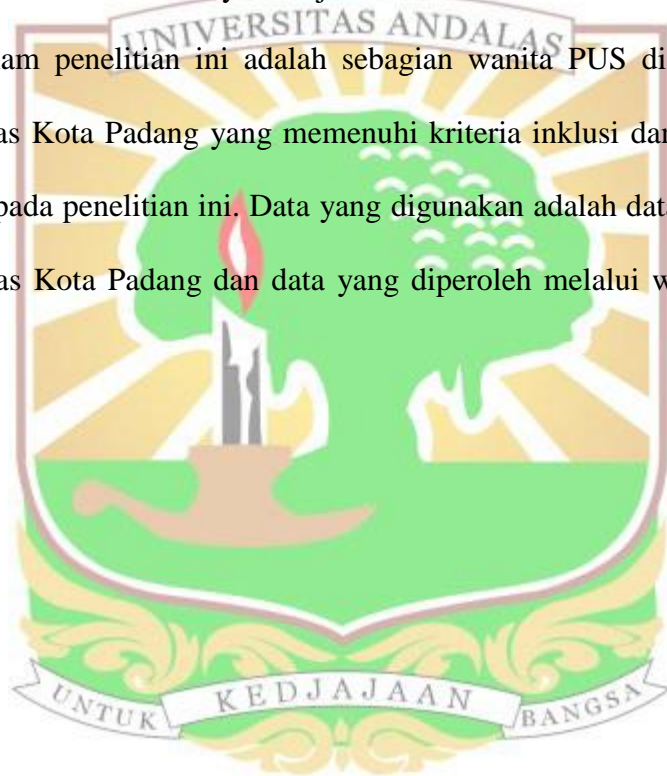 UNIVERSITAS ANDALAS
am penelitian ini adalah sebagian wanita PUS di
as Kota Padang yang memenuhi kriteria inklusi dan
pada penelitian ini. Data yang digunakan adalah data
as Kota Padang dan data yang diperoleh melalui w
UNTUK KEDJAJAAN BANGSA